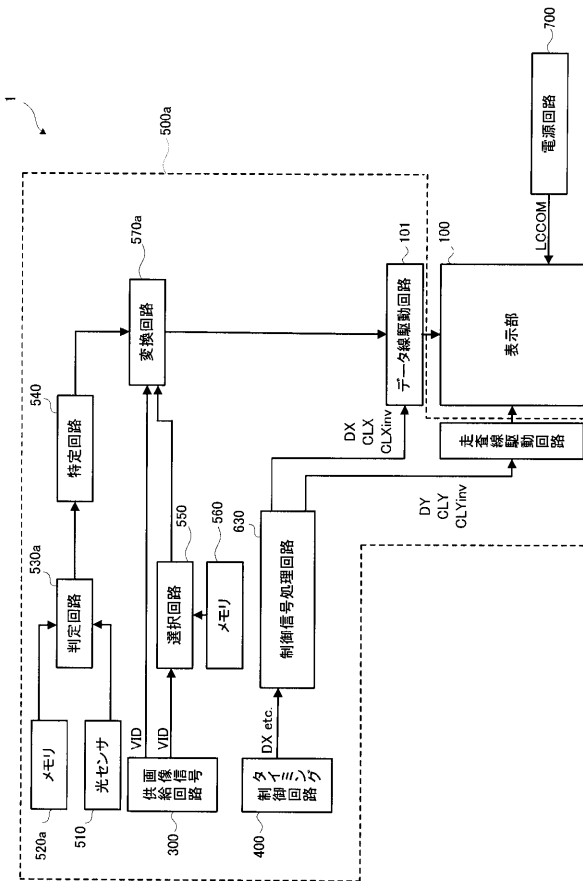 1
500a
メモリ
520a
光センサ
510
判定回路
530a
特定回路
540
変換回路
570a
画像信号
供給回路
300
VID
VID
選択回路
550
メモリ
560
タイミング
制御回路
400
DX etc.
制御信号処理回路
630
DX
CLX
CLXinv
DY
CLY
CLYinv
データ線駆動回路
101
走査線駆動回路
表示部
100
LCCOM
電源回路
700